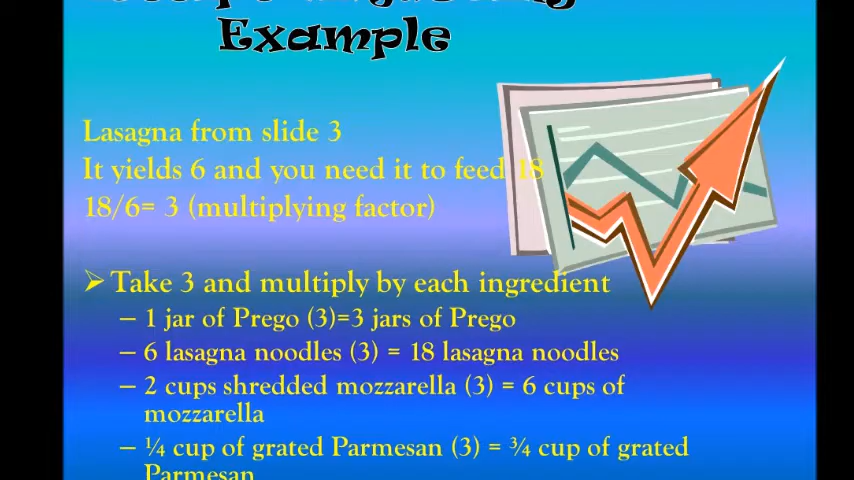 Example
Lasagna from slide 3
It yields 6 and you need it to feed 18
18/6= 3 (multiplying factor)
➢ Take 3 and multiply by each ingredient
– 1 jar of Prego (3)=3 jars of Prego
– 6 lasagna noodles (3) = 18 lasagna noodles
– 2 cups shredded mozzarella (3) = 6 cups of
mozzarella
– ¼ cup of grated Parmesan (3) = ¾ cup of grated
Parmesan